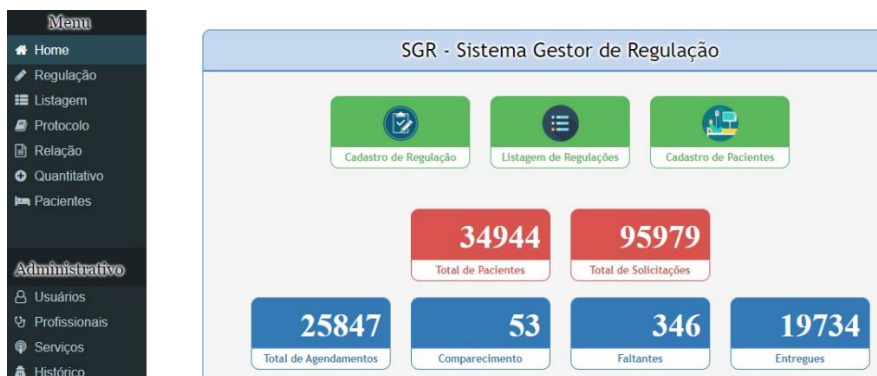 Menu
Home
Regulação
Listagem
Protocolo
Relação
Quantitativo
Pacientes
Administrativo
Usuários
Profissionais
Serviços
Histórico
SGR - Sistema Gestor de Regulação
Cadastro de Regulação
Listagem de Regulações
Cadastro de Pacientes
34944
Total de Pacientes
95979
Total de Solicitações
25847
Total de Agendamentos
53
Comparecimento
346
Faltantes
19734
Entregues